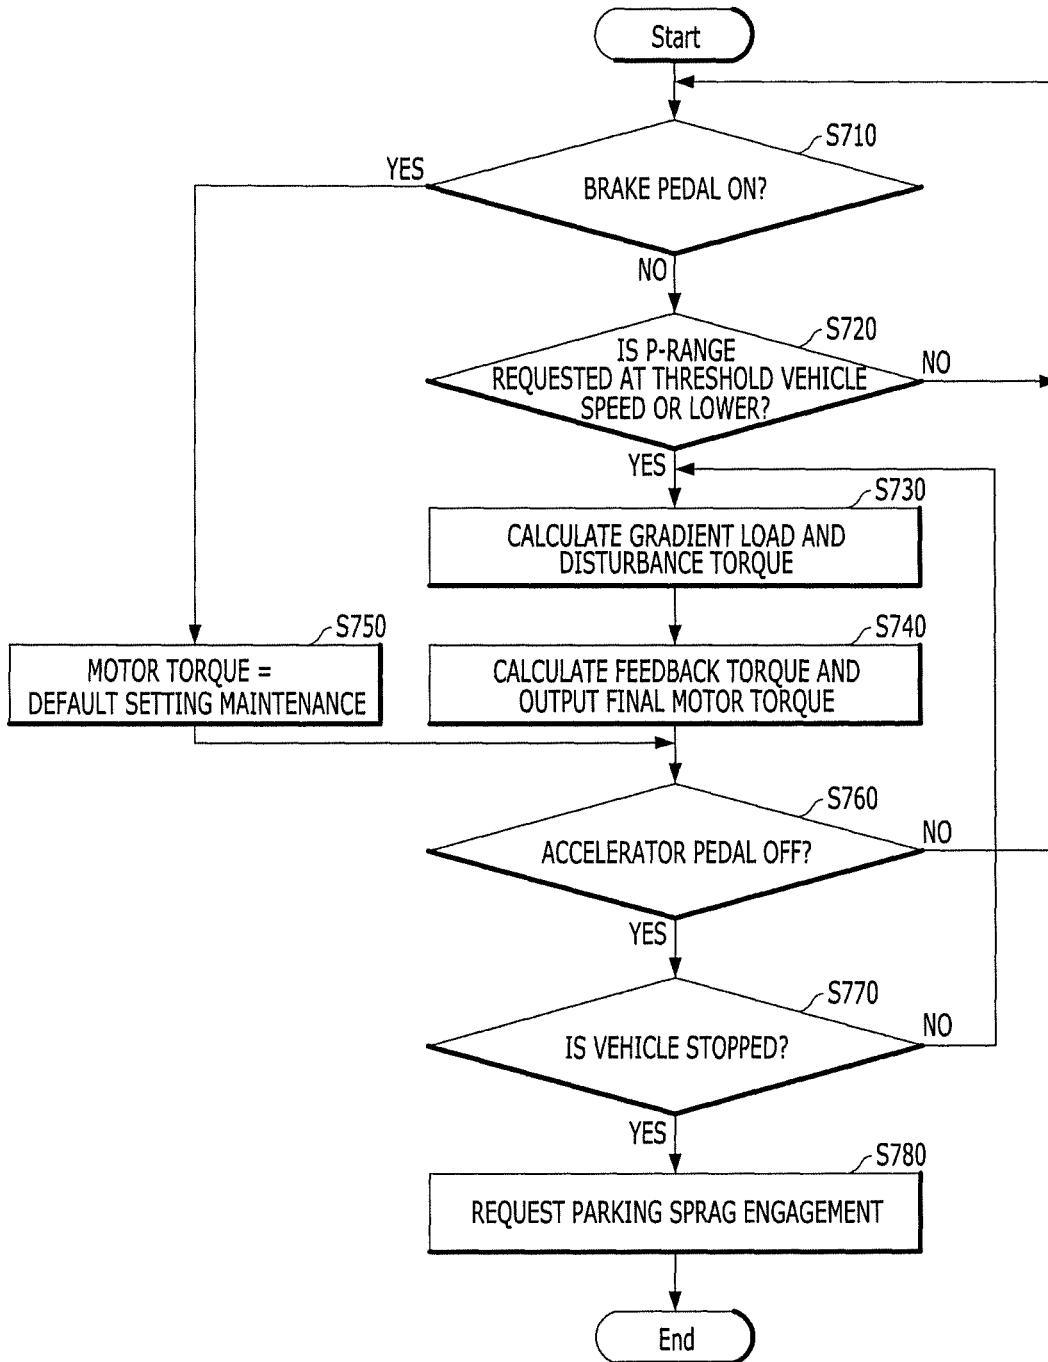 Start
S710
YES
BRAKE PEDAL ON?
NO
S720
IS P-RANGE
REQUESTED AT THRESHOLD VEHICLE
SPEED OR LOWER?
NO
YES
S730
CALCULATE GRADIENT LOAD AND
DISTURBANCE TORQUE
S750
MOTOR TORQUE =
DEFAULT SETTING MAINTENANCE
S740
CALCULATE FEEDBACK TORQUE AND
OUTPUT FINAL MOTOR TORQUE
S760
ACCELERATOR PEDAL OFF?
NO
YES
S770
IS VEHICLE STOPPED?
NO
YES
S780
REQUEST PARKING SPRAG ENGAGEMENT
End